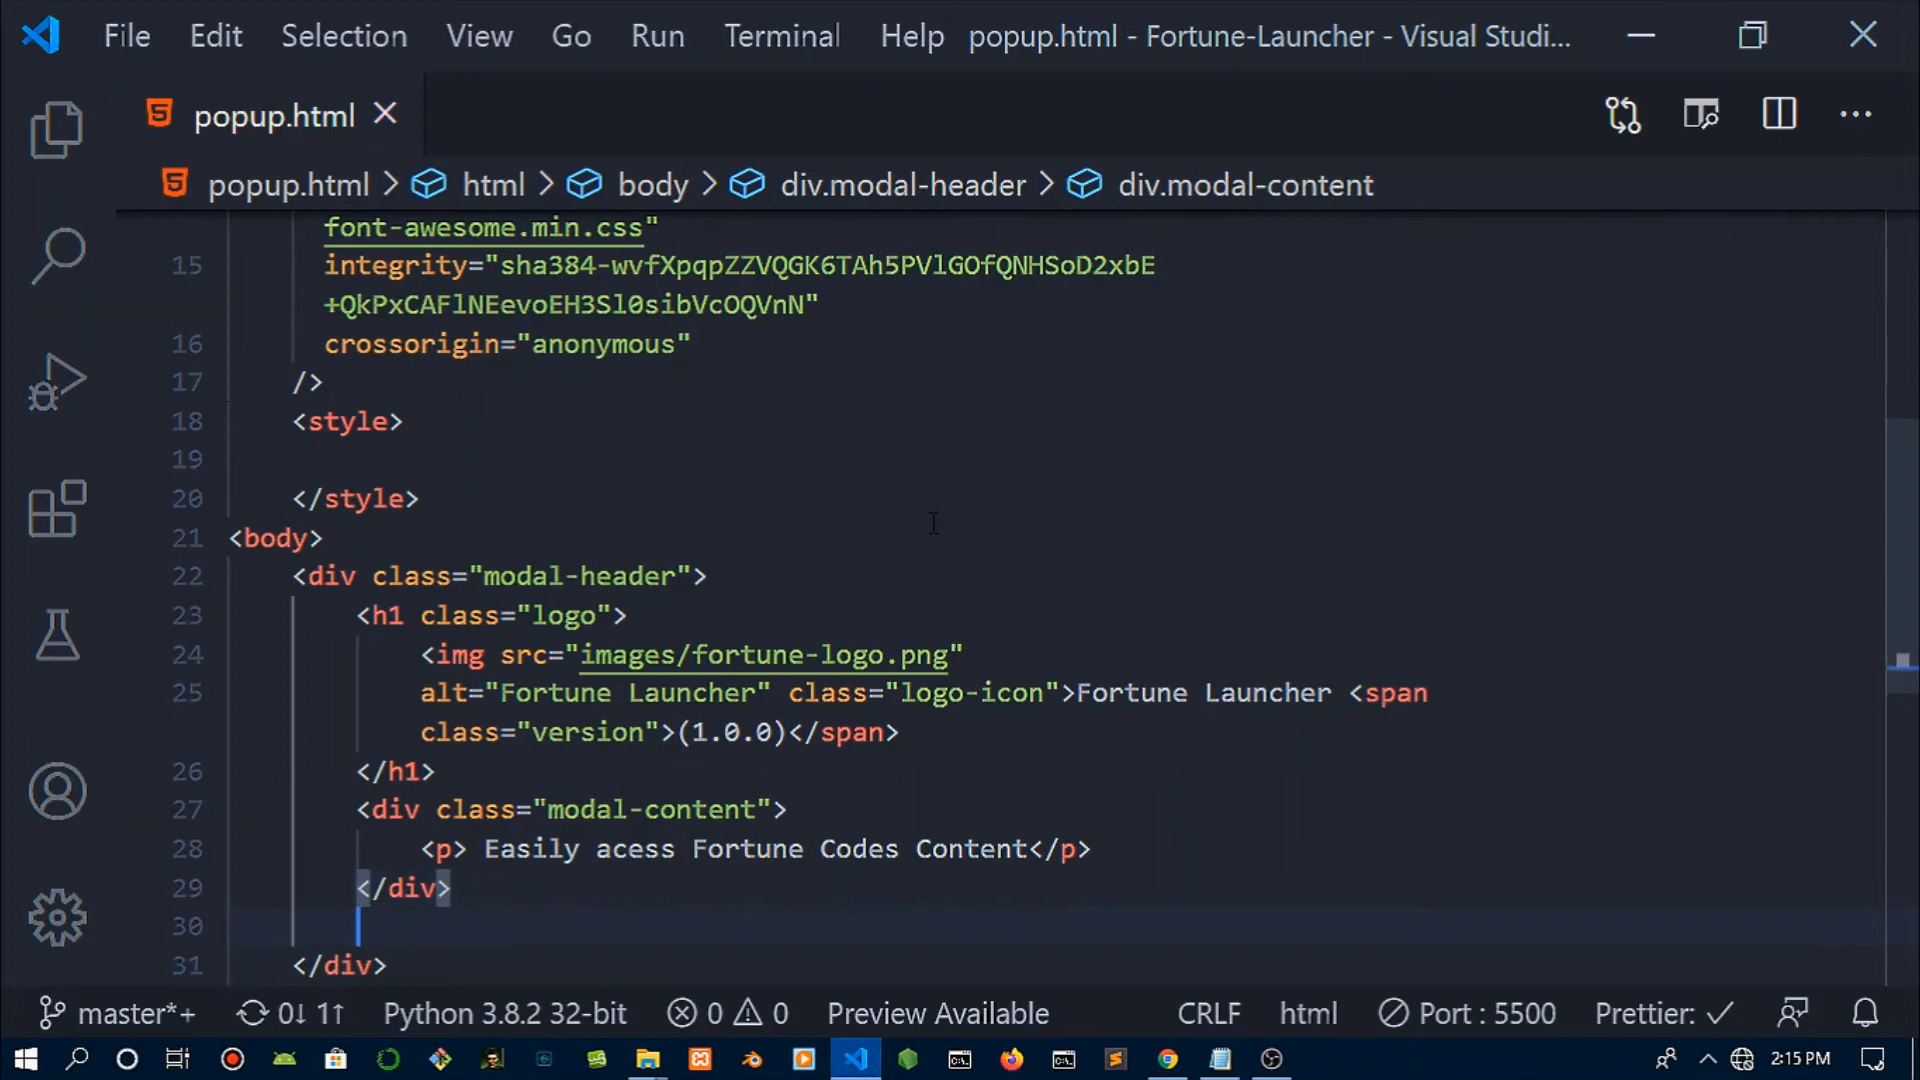 File Edit Selection View Go Run Terminal Help popup.html - Fortune-Launcher - Visual Studi...
popup.html
popup.html > html > body > div.modal-header > div.modal-content
font-awesome.min.css"
15 integrity="sha384-wvfXpqpZZVQGK6TAh5PVlGOfQNHSoD2xbE
+QkPxCAFlNEevoEH3Sl0sibVcOQVnN"
16 crossorigin="anonymous"
17 />
18 <style>
19
20 </style>
21 <body>
22 <div class="modal-header">
23 <h1 class="logo">
24 <img src="images/fortune-logo.png"
25 alt="Fortune Launcher" class="logo-icon">Fortune Launcher <span
class="version">(1.0.0)</span>
26 </h1>
27 <div class="modal-content">
28 <p> Easily acess Fortune Codes Content</p>
29 </div>
30
31 </div>
master*+ 0↓ 1↑ Python 3.8.2 32-bit 0 0 Preview Available CRLF html Port : 5500 Prettier: ✓
2:15 PM